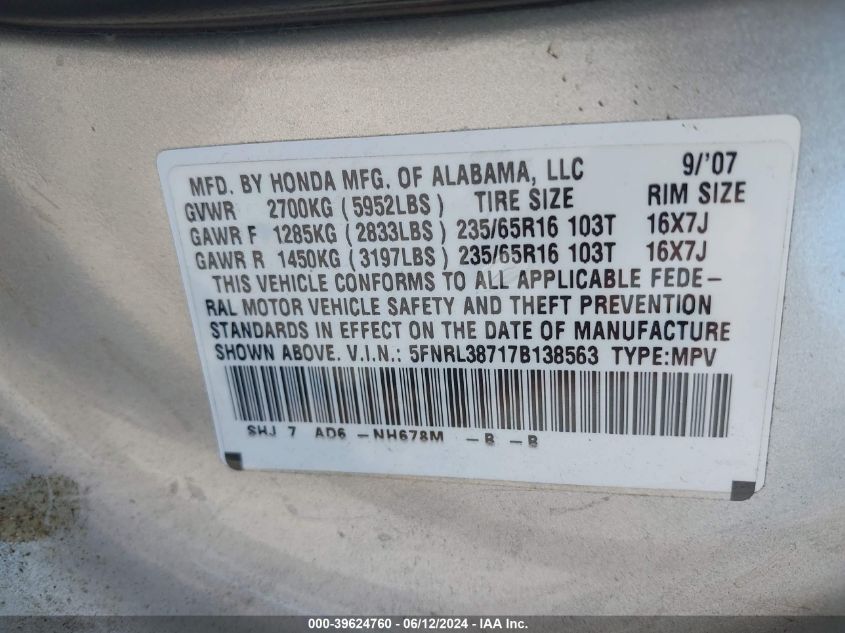 MFD. BY HONDA MFG. OF ALABAMA, LLC 9/'07
GVWR 2700KG (5952LBS) TIRE SIZE RIM SIZE
GAWR F 1285KG (2833LBS) 235/65R16 103T 16X7J
GAWR R 1450KG (3197LBS) 235/65R16 103T 16X7J
THIS VEHICLE CONFORMS TO ALL APPLICABLE FEDE-
RAL MOTOR VEHICLE SAFETY AND THEFT PREVENTION
STANDARDS IN EFFECT ON THE DATE OF MANUFACTURE
SHOWN ABOVE. V.I.N.: 5FNRL38717B138563 TYPE:MPV
SHJ 7 AD6 -NH678M -B -B
000-39624760 - 06/12/2024 - IAA Inc.